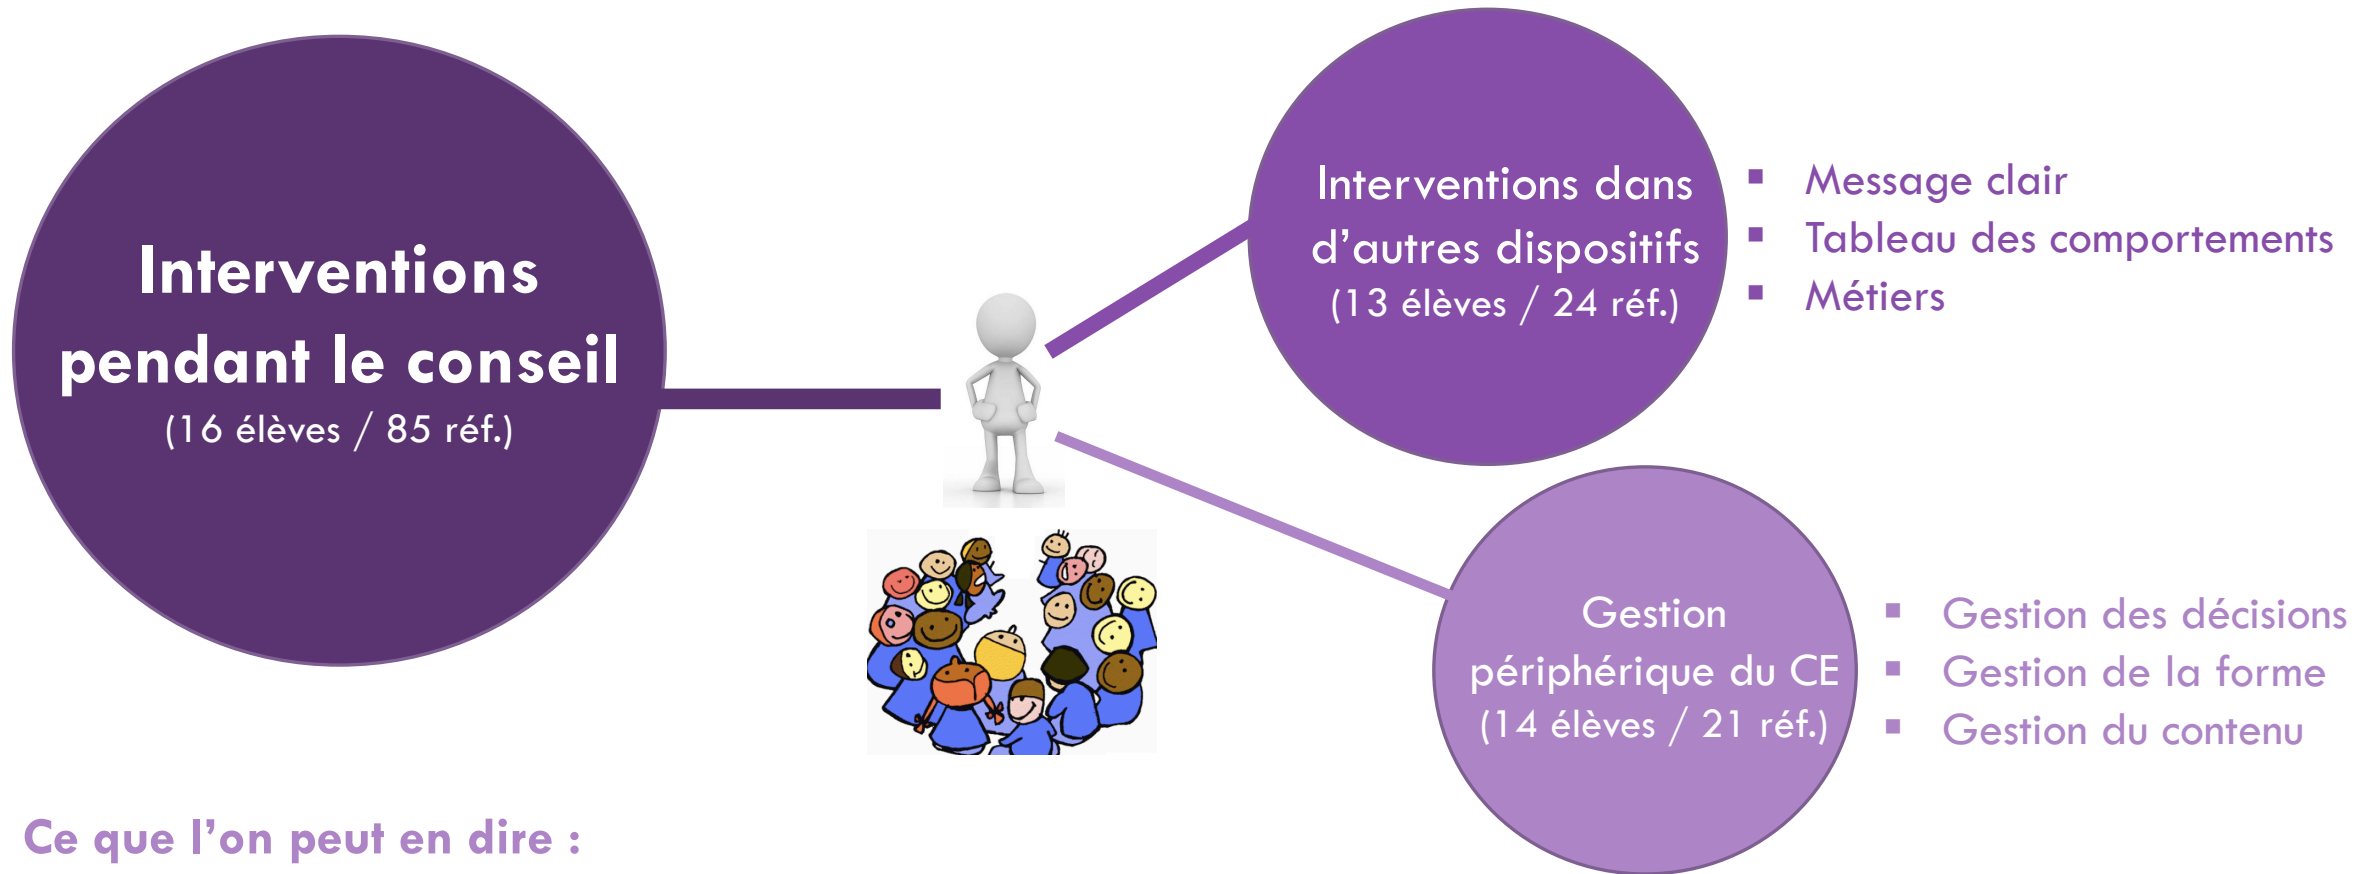 Interventions
pendant le conseil
(16 élèves / 85 réf.)
Interventions dans
d’autres dispositifs
(13 élèves / 24 réf.)
▪ Message clair
▪ Tableau des comportements
▪ Métiers
Gestion
périphérique du CE
(14 élèves / 21 réf.)
▪ Gestion des décisions
▪ Gestion de la forme
▪ Gestion du contenu
Ce que l’on peut en dire :